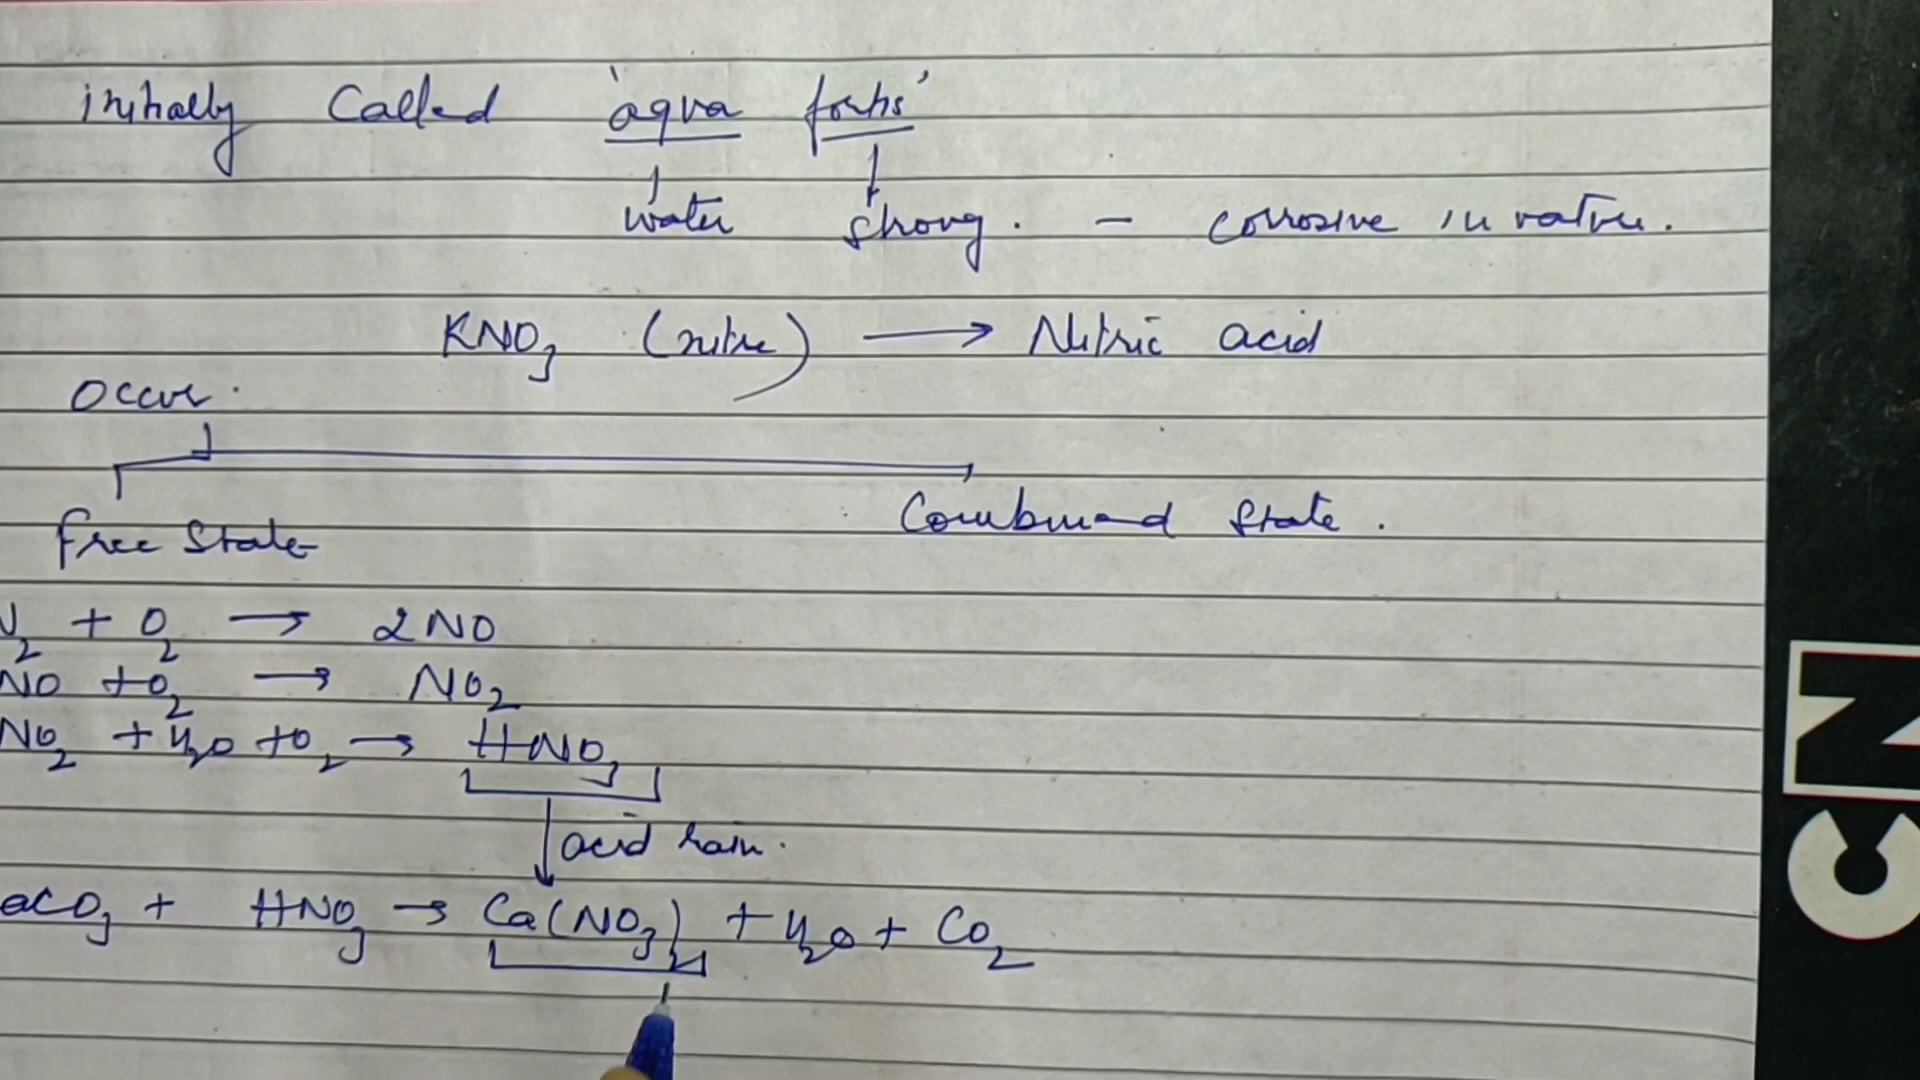 initially called 'aqua fortis'
water strong. - corrosive in nature.
KNO3 (nitre) → Nitric acid
Occur.
Free State
Combined State.
N2 + O2 → 2NO
NO + O2 → NO2
NO2 + H2O + O2 → HNO3
acid rain.
aCO3 + HNO3 → Ca(NO3)2 + H2O + CO2
CN